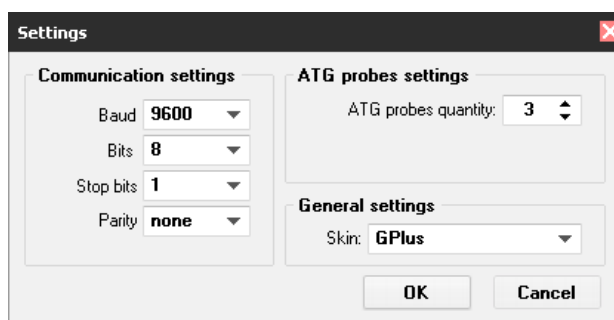 Settings
Communication settings
Baud 9600
Bits 8
Stop bits 1
Parity none
ATG probes settings
ATG probes quantity: 3
General settings
Skin: GPlus
OK Cancel